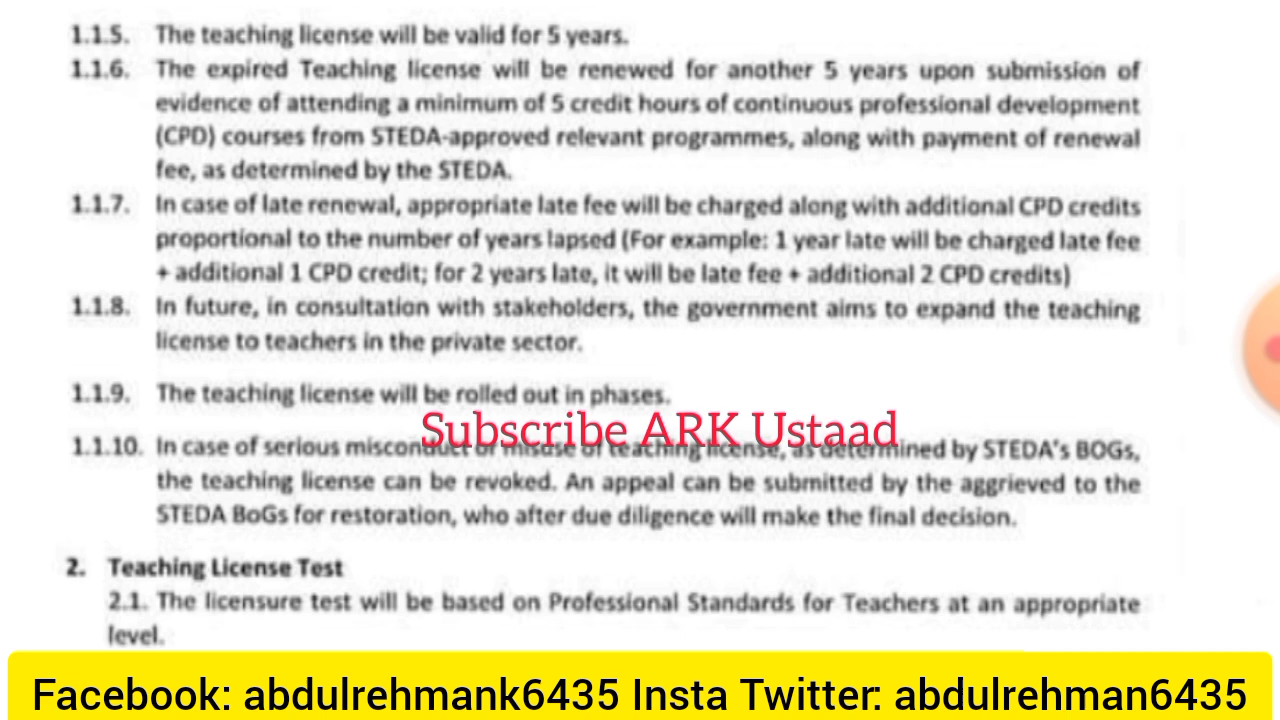 1.1.5. The teaching license will be valid for 5 years.
1.1.6. The expired Teaching license will be renewed for another 5 years upon submission of
evidence of attending a minimum of 5 credit hours of continuous professional development
(CPD) courses from STEDA-approved relevant programmes, along with payment of renewal
fee, as determined by the STEDA.
1.1.7. In case of late renewal, appropriate late fee will be charged along with additional CPD credits
proportional to the number of years lapsed (For example: 1 year late will be charged late fee
+ additional 1 CPD credit; for 2 years late, it will be late fee + additional 2 CPD credits)
1.1.8. In future, in consultation with stakeholders, the government aims to expand the teaching
license to teachers in the private sector.
1.1.9. The teaching license will be rolled out in phases.
Subscribe ARK Ustaad
1.1.10. In case of serious misconduct or misuse of teaching license, as determined by STEDA's BOGs,
the teaching license can be revoked. An appeal can be submitted by the aggrieved to the
STEDA BoGs for restoration, who after due diligence will make the final decision.
2. Teaching License Test
2.1. The licensure test will be based on Professional Standards for Teachers at an appropriate
level.
Facebook: abdulrehmank6435 Insta Twitter: abdulrehman6435